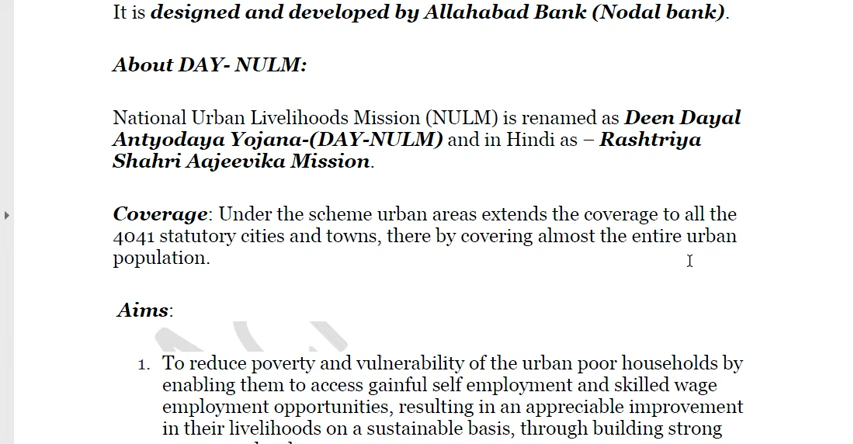 It is designed and developed by Allahabad Bank (Nodal bank).
About DAY- NULM:
National Urban Livelihoods Mission (NULM) is renamed as Deen Dayal
Antyodaya Yojana-(DAY-NULM) and in Hindi as – Rashtriya
Shahri Aajeevika Mission.
Coverage: Under the scheme urban areas extends the coverage to all the
4041 statutory cities and towns, there by covering almost the entire urban
population.
Aims:
1. To reduce poverty and vulnerability of the urban poor households by
enabling them to access gainful self employment and skilled wage
employment opportunities, resulting in an appreciable improvement
in their livelihoods on a sustainable basis, through building strong